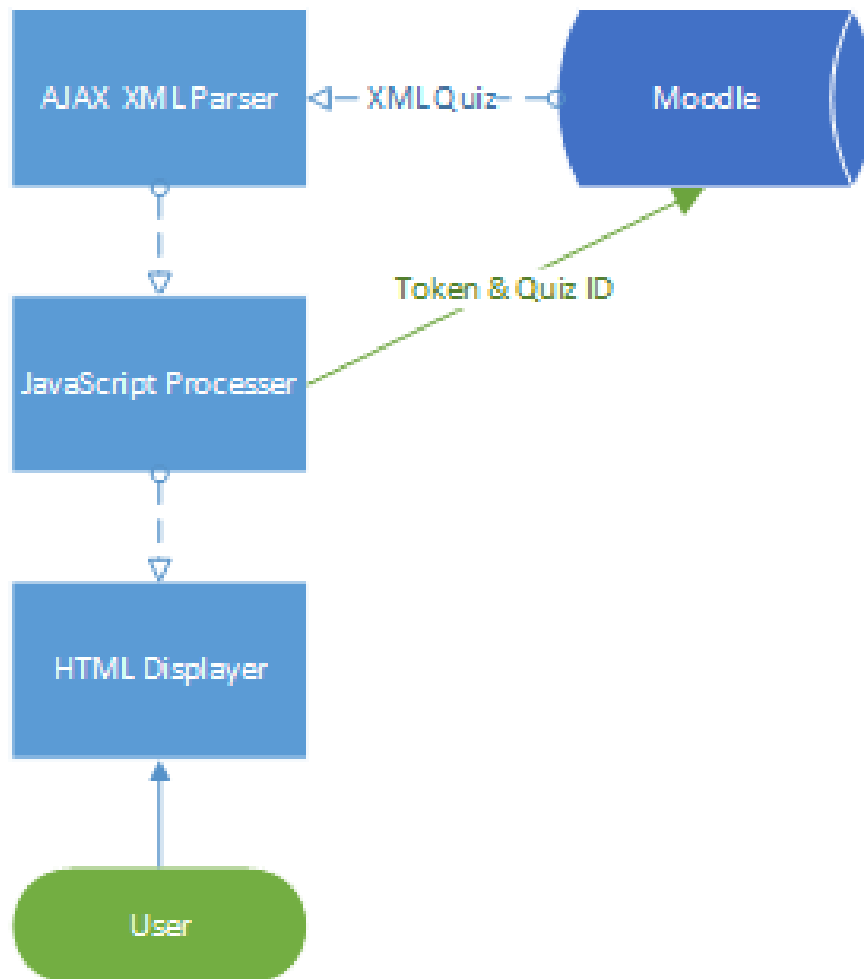 AJAX XML Parser
XML Quiz
Moodle
Token & Quiz ID
JavaScript Processer
HTML Displayer
User